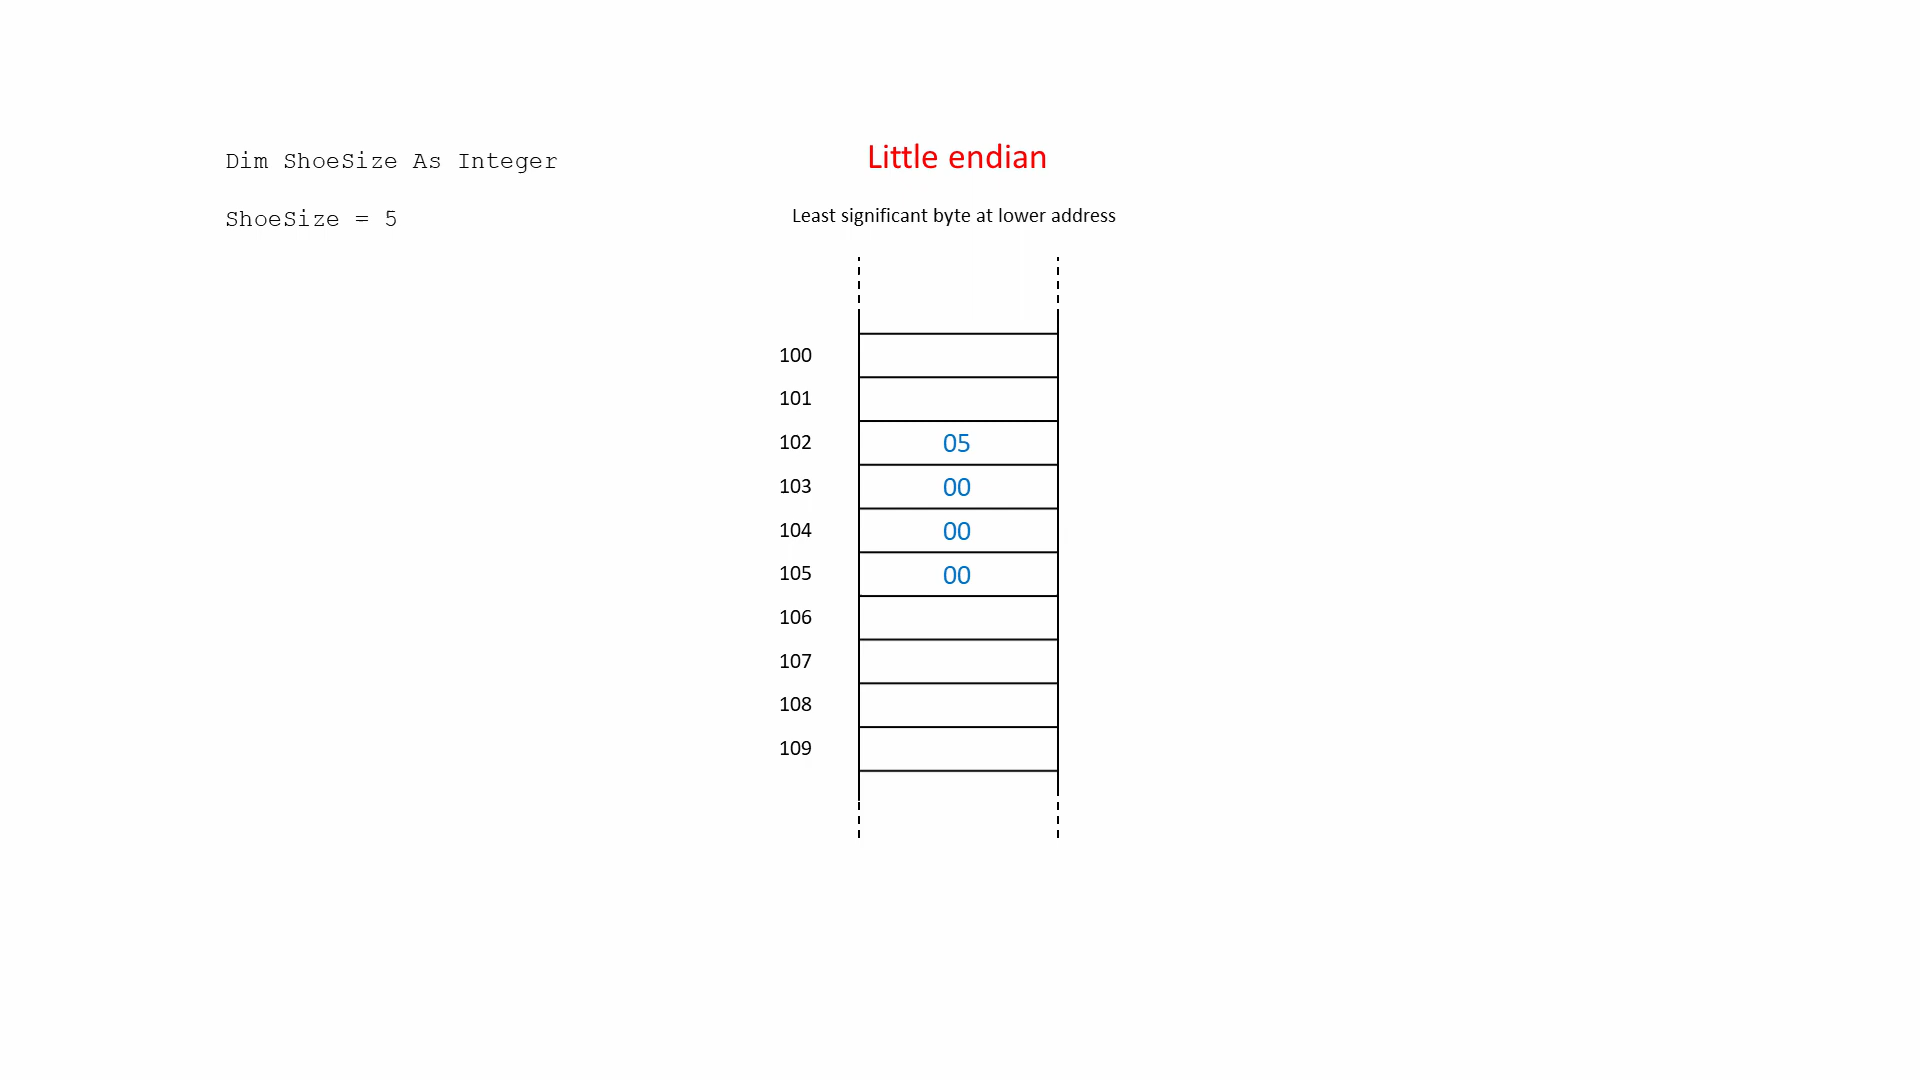 Dim ShoeSize As Integer
ShoeSize = 5
Little endian
Least significant byte at lower address
100
101
102 05
103 00
104 00
105 00
106
107
108
109